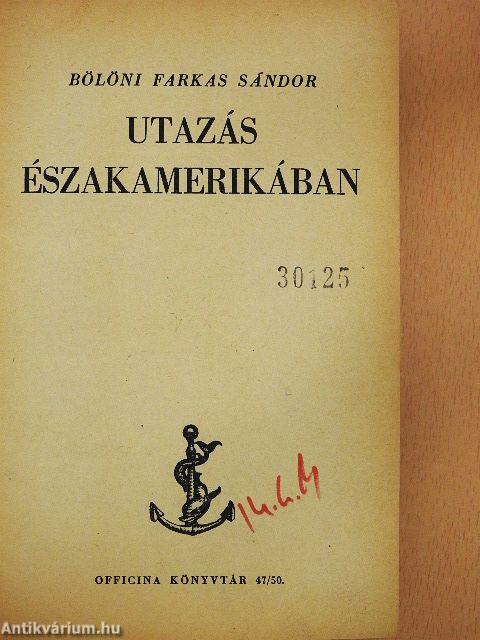 BÖLÖNI FARKAS SÁNDOR
UTAZÁS
ÉSZAKAMERIKÁBAN
30125
OFFICINA KÖNYVTÁR 47/50.
Antikvárium.hu